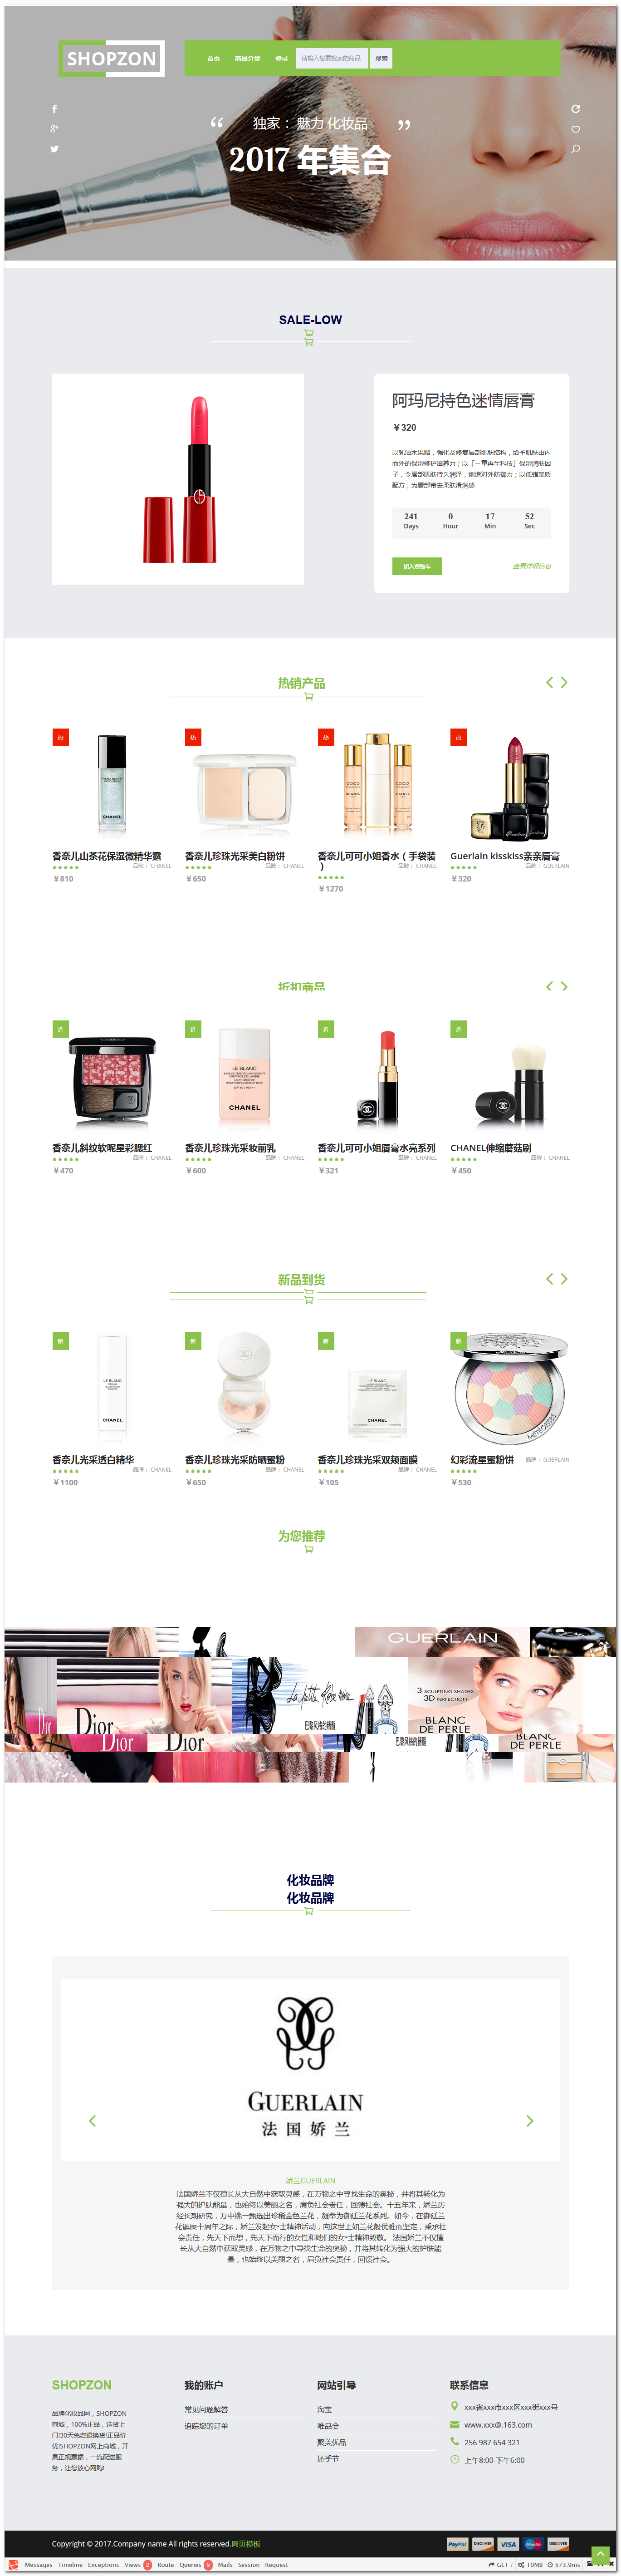 SHOPZON
首页 商品分类 登录 请输入您要搜索的商品 搜索
“ 独家： 魅力 化妆品 ”
2017 年集合
SALE-LOW
阿玛尼持色迷情唇膏
￥320
以乳油木果脂，强化及修复唇部肌肤结构，给予肌肤由内
而外的保湿修护滋养力；以「三重再生科技」保湿润肤因
子，令唇部肌肤持久润泽，创造对外防御力；以低蜡基质
配方，为唇部带去柔肤滑润感
241 0 17 52
Days Hour Min Sec
加入购物车 查看详细信息
热销产品
热 热 热 热
香奈儿山茶花保湿微精华露
品牌： CHANEL
￥810
香奈儿珍珠光采美白粉饼
品牌： CHANEL
￥650
香奈儿可可小姐香水（手袋装
）
品牌： CHANEL
￥1270
Guerlain kisskiss亲亲唇膏
品牌： GUERLAIN
￥320
折扣商品
折 折 折 折
LE BLANC
CHANEL
香奈儿斜纹软呢星彩腮红
品牌： CHANEL
￥470
香奈儿珍珠光采妆前乳
品牌： CHANEL
￥600
香奈儿可可小姐唇膏水亮系列
品牌： CHANEL
￥321
CHANEL伸缩蘑菇刷
品牌： CHANEL
￥450
新品到货
新 新 新 新
LE BLANC
CHANEL
LE BLANC
CHANEL
METEORITES
香奈儿光采透白精华
品牌： CHANEL
￥1100
香奈儿珍珠光采防晒蜜粉
品牌： CHANEL
￥650
香奈儿珍珠光采双颊面膜
品牌： CHANEL
￥105
幻彩流星蜜粉饼
品牌： GUERLAIN
￥530
为您推荐
GUERLAIN
Dior
Dior
La petite Robe noire
巴黎风格的睛眼
3 SCULPTING SHADES
3D PERFECTION
BLANC
DE PERLE
Dior
Dior
BLANC
DE PERLE
化妆品牌
化妆品牌
GUERLAIN
法国娇兰
娇兰GUERLAIN
法国娇兰不仅擅长从大自然中获取灵感，在万物之中寻找生命的奥秘，并将其转化为
强大的护肤能量，也始终以美丽之名，肩负社会责任，回馈社会。十五年来，娇兰历
经长期研究，万中挑一甄选出珍稀金色兰花，凝萃为御廷兰花系列。如今，在御廷兰
花诞辰十周年之际，娇兰发起女•士精神活动，向这世上如兰花般优雅而坚定，秉承社
会责任，先天下而想，先天下而行的女性和她们的女•士精神致敬。 法国娇兰不仅擅
长从大自然中获取灵感，在万物之中寻找生命的奥秘，并将其转化为强大的护肤能
量，也始终以美丽之名，肩负社会责任，回馈社会。
SHOPZON
品牌化妆品网，SHOPZON
商城，100%正品，送货上
门!30天免费退换货!正品价
优!SHOPZON网上商城，开
具正规票据，一流配送服
务，让您放心网购!
我的账户
常见问题解答
追踪您的订单
网站引导
淘宝
唯品会
聚美优品
还季节
联系信息
xxx省xxx市xxx区xxx街xxx号
www.xxx@.163.com
256 987 654 321
上午8:00-下午6:00
Copyright © 2017.Company name All rights reserved.网页模板
PayPal DISCOVER VISA DISCOVER
Messages Timeline Exceptions Views 2 Route Queries 9 Mails Session Request GET / 10MB 573.9ms